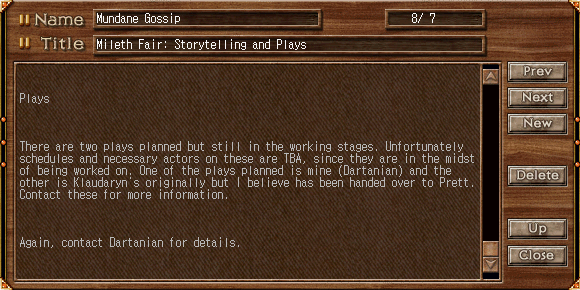 Name Mundane Gossip 8/ 7
Title Mileth Fair: Storytelling and Plays
Prev
Next
New
Delete
Up
Close
Plays
There are two plays planned but still in the working stages. Unfortunately
schedules and necessary actors on these are TBA, since they are in the midst
of being worked on. One of the plays planned is mine (Dartanian) and the
other is Klaudaryn's originally but I believe has been handed over to Prett.
Contact these for more information.
Again, contact Dartanian for details.